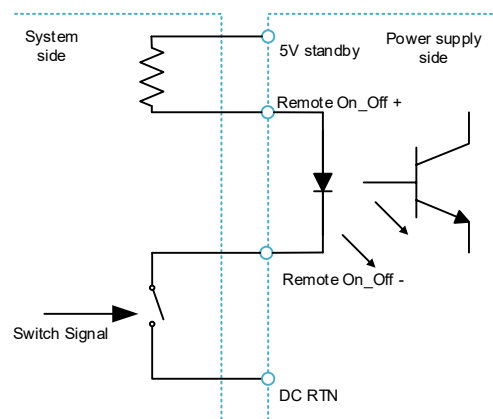 System
side
5V standby
Power supply
side
Remote On_Off +
Remote On_Off -
Switch Signal
DC RTN